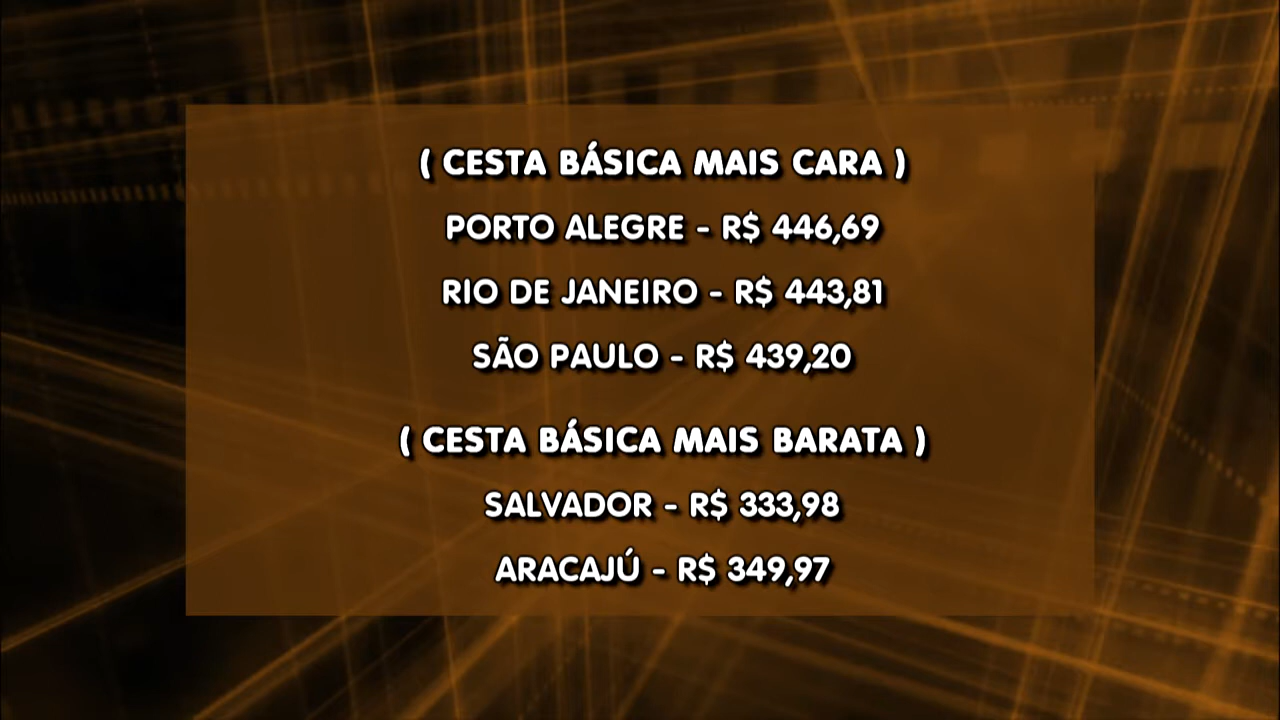 ( CESTA BÁSICA MAIS CARA )
PORTO ALEGRE - R$ 446,69
RIO DE JANEIRO - R$ 443,81
SÃO PAULO - R$ 439,20
( CESTA BÁSICA MAIS BARATA )
SALVADOR - R$ 333,98
ARACAJÚ - R$ 349,97